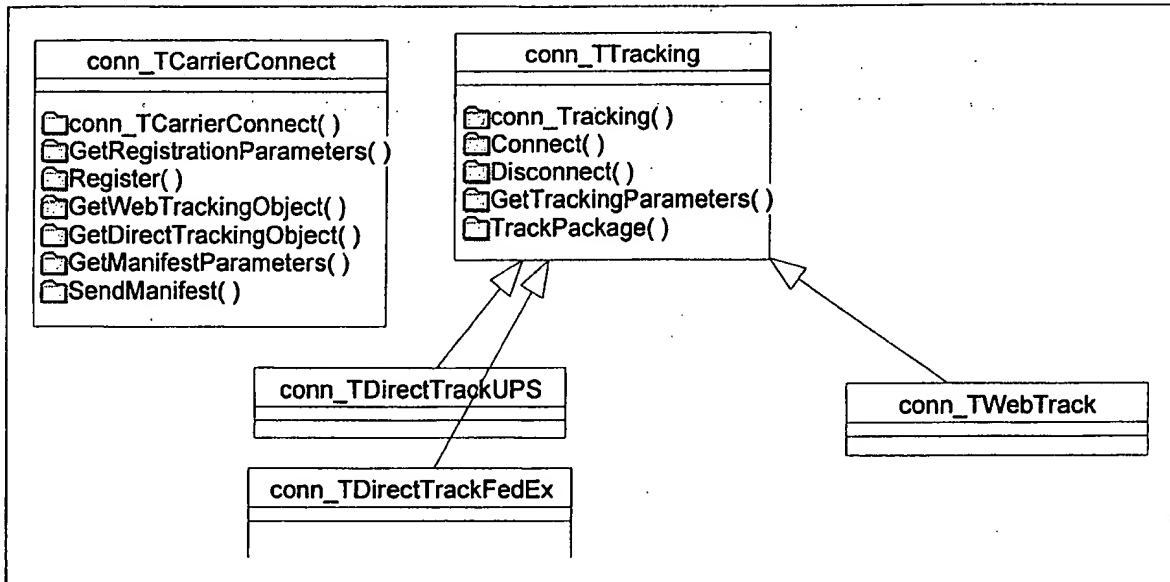 conn_TCarrierConnect
conn_TCarrierConnect( )
GetRegistrationParameters( )
Register( )
GetWebTrackingObject( )
GetDirectTrackingObject( )
GetManifestParameters( )
SendManifest( )
conn_TTracking
conn_Tracking( )
Connect( )
Disconnect( )
GetTrackingParameters( )
TrackPackage( )
conn_TDirectTrackUPS
conn_TWebTrack
conn_TDirectTrackFedEx